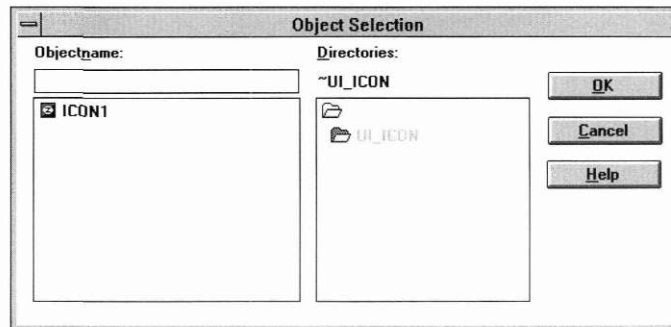 Object Selection
Objectname:
ICON1
Directories:
~UI_ICON
UI_ICON
OK
Cancel
Help